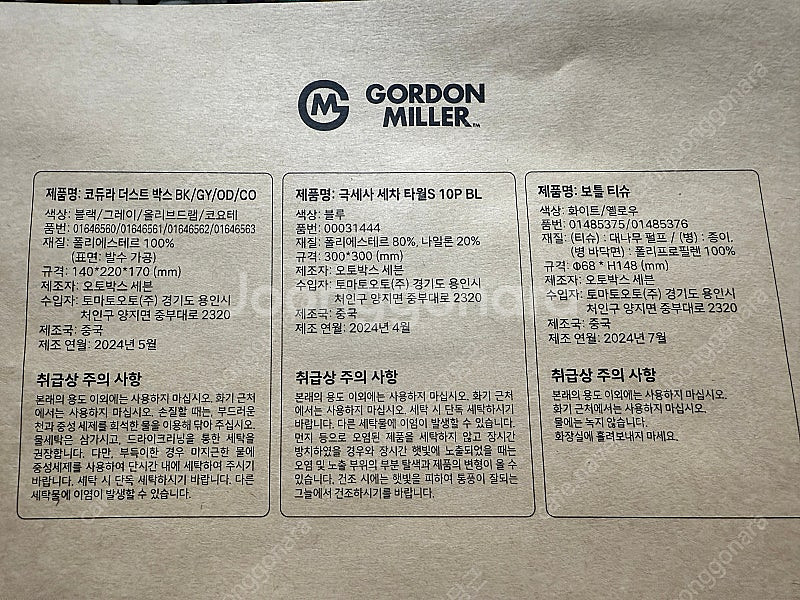 GORDON
MILLER™
제품명: 코듀라 더스트 박스 BK/GY/OD/CO
색상: 블랙/그레이/올리브드랩/코요테
품번: 01646560/01646561/01646562/01646563
재질: 폴리에스테르 100%
(표면: 발수 가공)
규격: 140*220*170 (mm)
제조자: 오토박스 세븐
수입자: 토마토오토(주) 경기도 용인시
처인구 양지면 중부대로 2320
제조국: 중국
제조 연월: 2024년 5월
취급상 주의 사항
본래의 용도 이외에는 사용하지 마십시오. 화기 근처
에서는 사용하지 마십시오. 손질할 때는, 부드러운
천과 중성 세제를 희석한 물을 이용해 닦아 주십시오.
물세탁은 삼가시고, 드라이크리닝을 통한 세탁을
권장합니다. 다만, 부득이한 경우 미지근한 물에
중성세제를 사용하여 단시간 내에 세탁하여 주시기
바랍니다. 세탁 시 단독 세탁하시기 바랍니다. 다른
세탁물에 이염이 발생할 수 있습니다.
제품명: 극세사 세차 타월S 10P BL
색상: 블루
품번: 00031444
재질: 폴리에스테르 80%, 나일론 20%
규격: 300*300 (mm)
제조자: 오토박스 세븐
수입자: 토마토오토(주) 경기도 용인시
처인구 양지면 중부대로 2320
제조국: 중국
제조 연월: 2024년 4월
취급상 주의 사항
본래의 용도 이외에는 사용하지 마십시오. 화기 근처
에서는 사용하지 마십시오. 세탁 시 단독 세탁하시기
바랍니다. 다른 세탁물에 이염이 발생할 수 있습니다.
먼지 등으로 오염된 제품을 세탁하지 않고 장시간
방치하였을 경우와 장시간 햇빛에 노출되었을 때는
오염 및 노출 부위의 부분 탈색과 제품의 변형이 올 수
있습니다. 건조 시에는 햇빛을 피하여 통풍이 잘되는
그늘에서 건조하시기를 바랍니다.
제품명: 보틀 티슈
색상: 화이트/옐로우
품번: 01485375/01485376
재질: (티슈) : 대나무 펄프 / (병) : 종이,
(병 바닥면) : 폴리프로필렌 100%
규격: Φ68 * H148 (mm)
제조자: 오토박스 세븐
수입자: 토마토오토(주) 경기도 용인시
처인구 양지면 중부대로 2320
제조국: 중국
제조 연월: 2024년 7월
취급상 주의 사항
본래의 용도 이외에는 사용하지 마십시오.
화기 근처에서는 사용하지 마십시오.
물에는 녹지 않습니다.
화장실에 흘려보내지 마세요.
Joonggonara